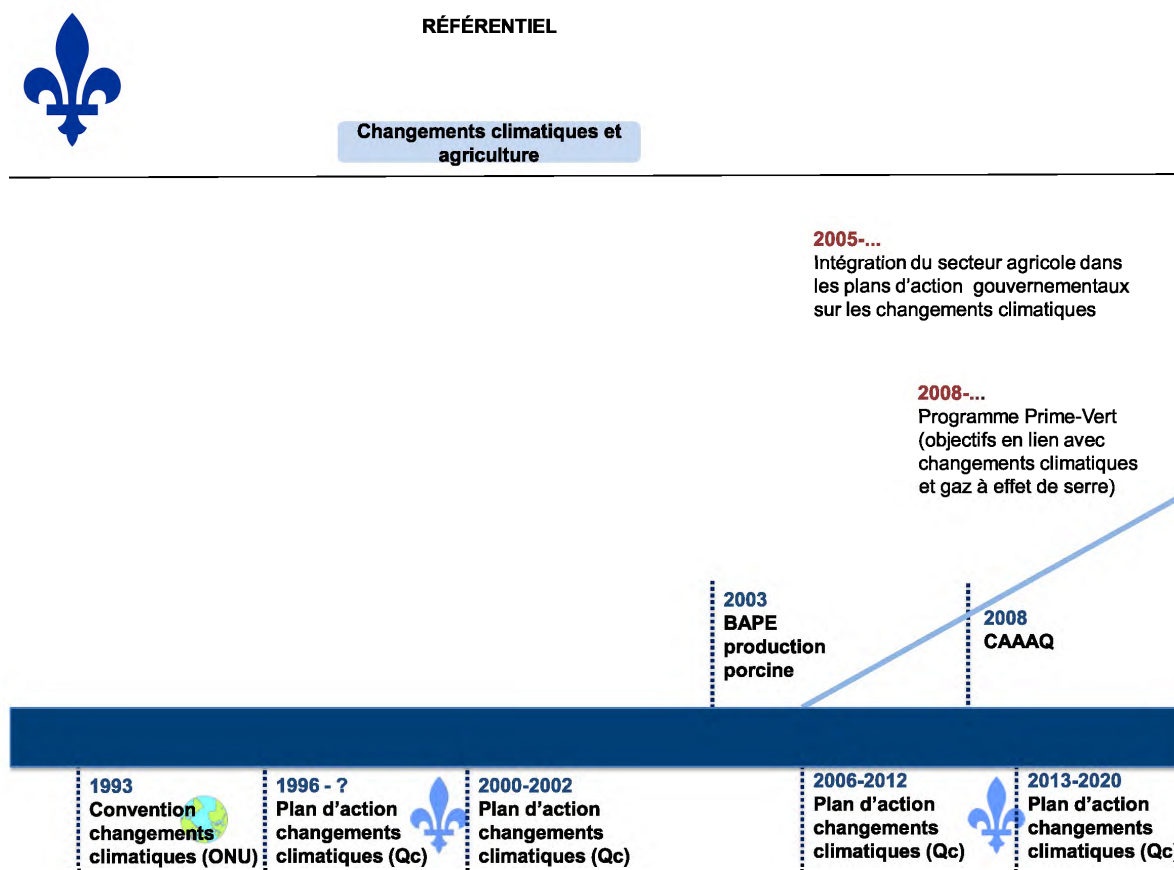 RÉFÉRENTIEL
Changements climatiques et
agriculture
2005-...
Intégration du secteur agricole dans
les plans d'action gouvernementaux
sur les changements climatiques
2008-...
Programme Prime-Vert
(objectifs en lien avec
changements climatiques
et gaz à effet de serre)
2003
BAPE
production
porcine
2008
CAAAQ
1993
Convention
changements
climatiques (ONU)
1996 - ?
Plan d'action
changements
climatiques (Qc)
2000-2002
Plan d'action
changements
climatiques (Qc)
2006-2012
Plan d'action
changements
climatiques (Qc)
2013-2020
Plan d'action
changements
climatiques (Qc)